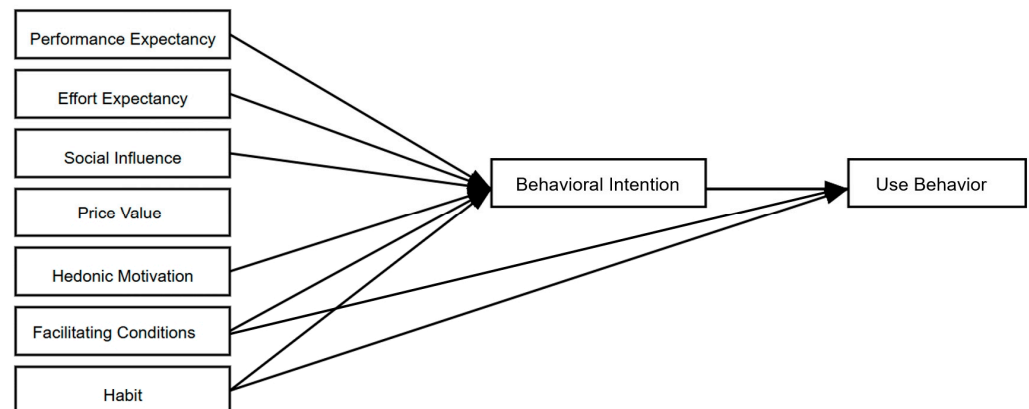 Performance Expectancy
Effort Expectancy
Social Influence
Price Value
Hedonic Motivation
Facilitating Conditions
Habit
Behavioral Intention
Use Behavior